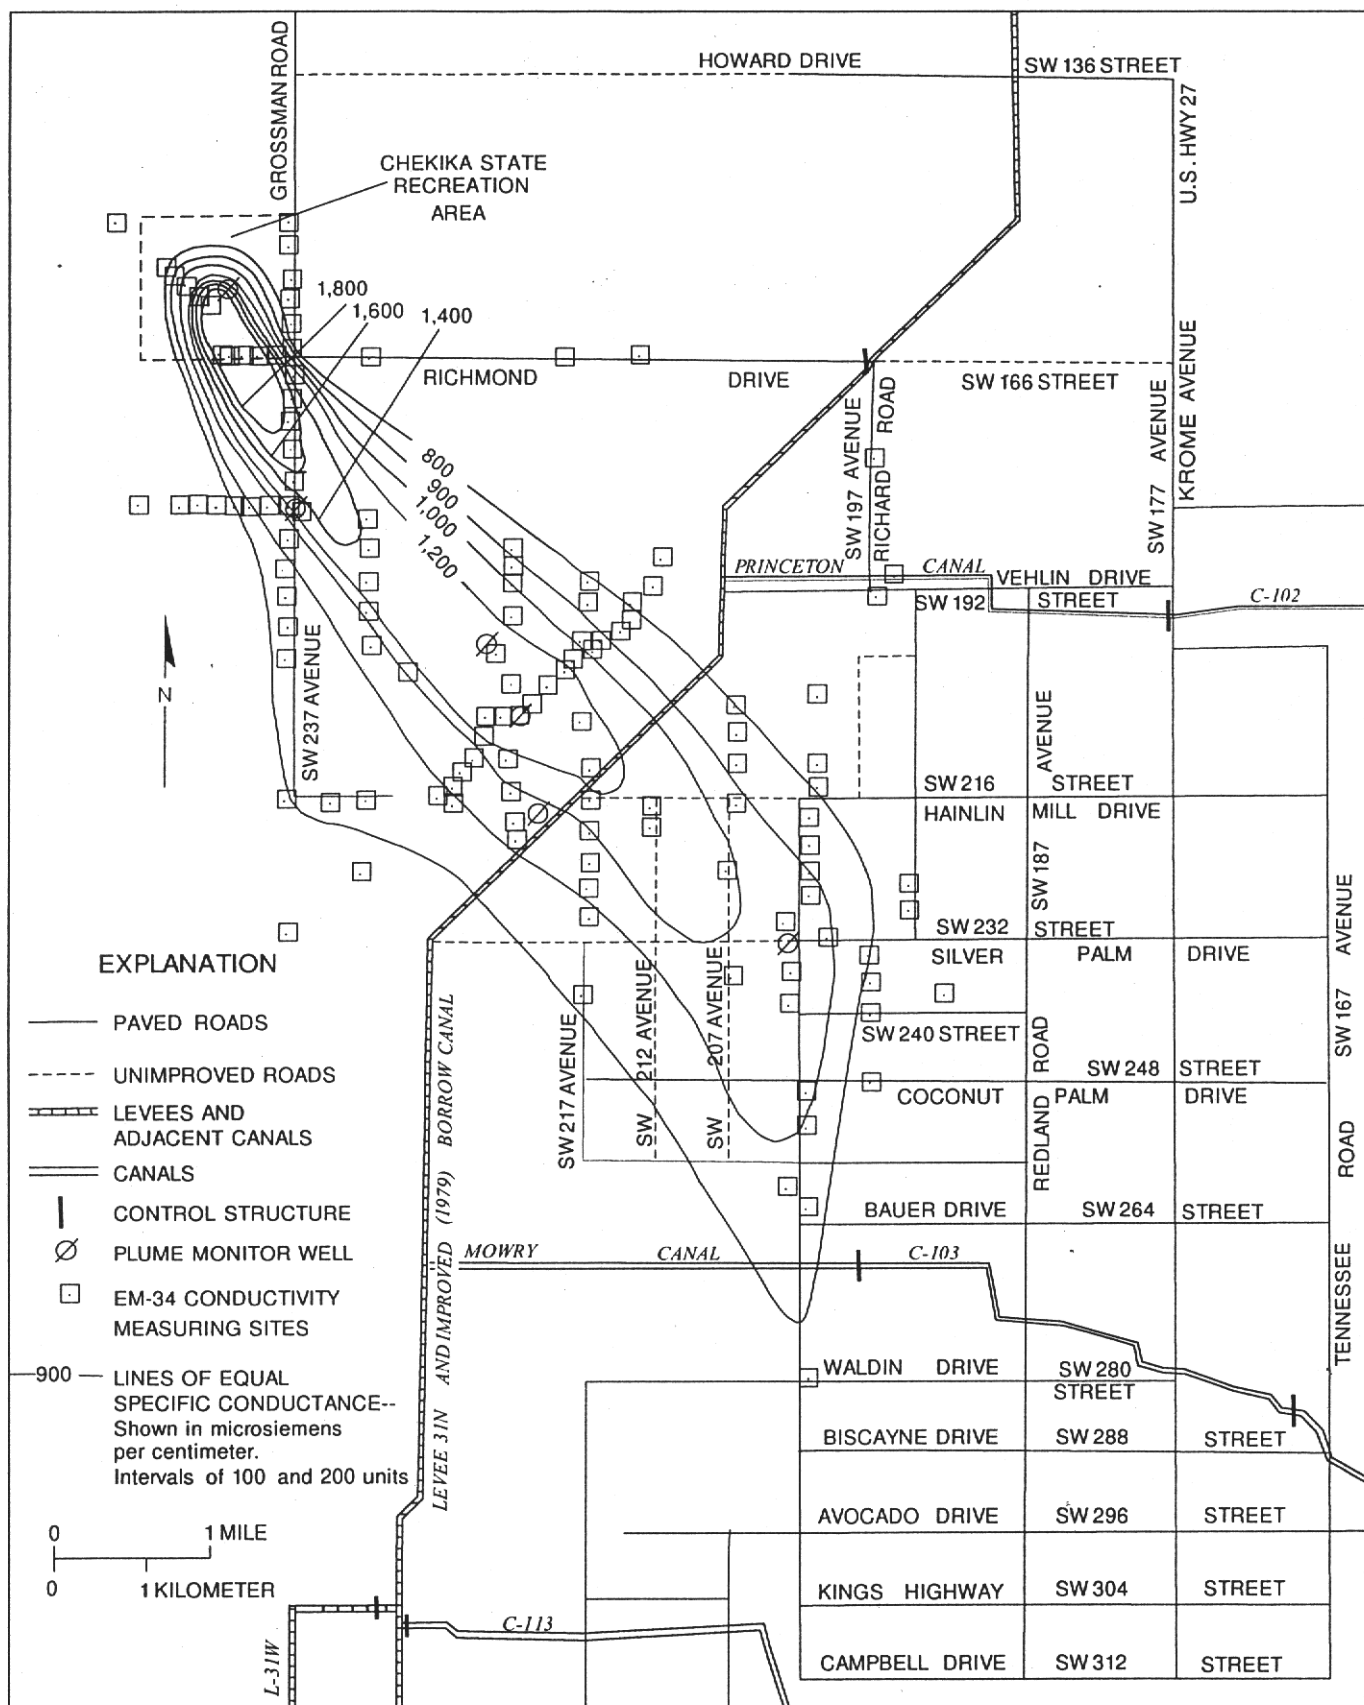 HOWARD DRIVE
SW 136 STREET
GROSSMAN ROAD
U.S. HWY 27
CHEKIKA STATE
RECREATION
AREA
1,800
1,600
1,400
RICHMOND DRIVE
SW 166 STREET
SW 197 AVENUE
RICHARD ROAD
SW 177 AVENUE
KROME AVENUE
800
900
1,000
1,200
PRINCETON CANAL
VEHLIN DRIVE
SW 192 STREET
C-102
N
SW 237 AVENUE
SW 187 AVENUE
SW 216 STREET
HAINLIN MILL DRIVE
SW 232 STREET
SILVER PALM DRIVE
SW 167 AVENUE
SW 217 AVENUE
SW 212 AVENUE
SW 207 AVENUE
SW 240 STREET
REDLAND ROAD
SW 248 STREET
COCONUT PALM DRIVE
BAUER DRIVE SW 264 STREET
TENNESSEE ROAD
MOWRY CANAL C-103
LEVEE 31N AND IMPROVED (1979) BORROW CANAL
WALDIN DRIVE SW 280
STREET
BISCAYNE DRIVE SW 288 STREET
AVOCADO DRIVE SW 296 STREET
KINGS HIGHWAY SW 304 STREET
CAMPBELL DRIVE SW 312 STREET
C-113
L-31W
EXPLANATION
PAVED ROADS
UNIMPROVED ROADS
LEVEES AND
ADJACENT CANALS
CANALS
CONTROL STRUCTURE
PLUME MONITOR WELL
EM-34 CONDUCTIVITY
MEASURING SITES
900 LINES OF EQUAL
SPECIFIC CONDUCTANCE--
Shown in microsiemens
per centimeter.
Intervals of 100 and 200 units
0 1 MILE
0 1 KILOMETER